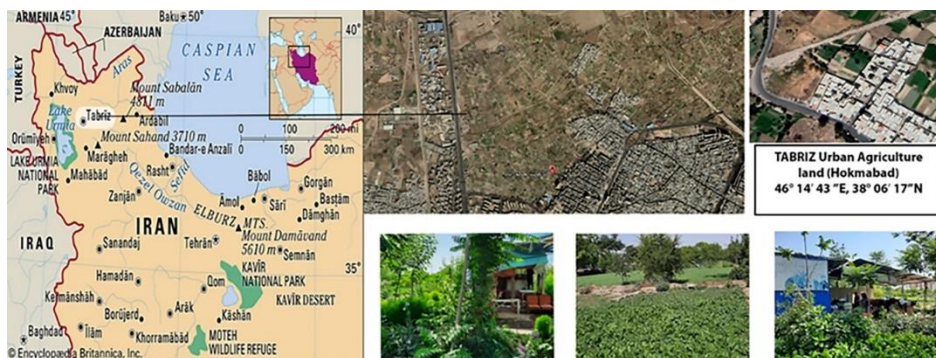 ARMENIA 45°
AZERBAIJAN
Baku 50°
40°
TURKEY
Aras
CASPIAN
SEA
Khvoy
Mount Sabalān
4811 m
Lake
Urmia
Tabrīz
Ardabīl
0 100 200 mi
0 150 300 km
Orūmīyeh
Mount Sahand 3710 m
LAKE URMIA
NATIONAL
PARK
Marāgheh
Bandar-e Anzalī
Mahābād
Rasht
Sefīd
Zanjān
Qezel Owzan
Bābol
Gorgān
Āmol
Sārī
Basṭām
Dāmghān
IRAN
ELBURZ
MTS.
Mount Damāvand
5610 m
Tehrān
Semnān
IRAQ
Sanandaj
KAVĪR
NATIONAL PARK
35°
Hamadān
Qom
KAVĪR DESERT
Kermānshāh
Arāk
Kāshān
Baghdad
Īlām
Borūjerd
Khorramābād
MOTEH
WILDLIFE REFUGE
© Encyclopædia Britannica, Inc.
TABRIZ Urban Agriculture
land (Hokmabad)
46° 14′ 43 ″E, 38° 06′ 17″N